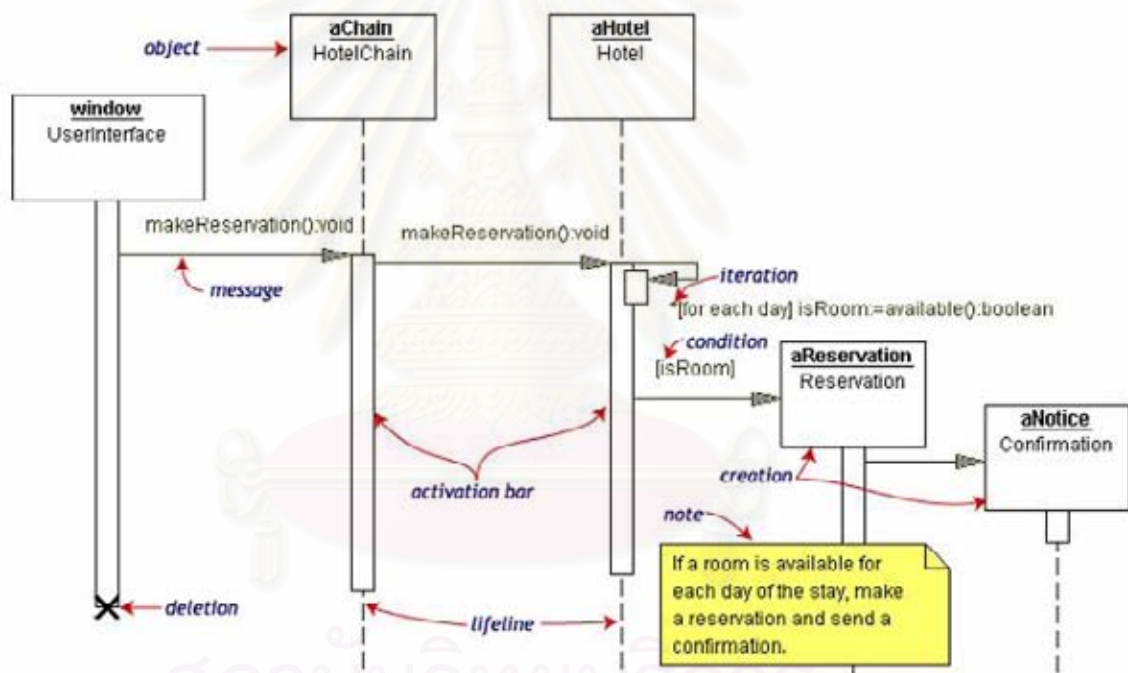 aChain
HotelChain
aHotel
Hotel
object
window
UserInterface
makeReservation():void
makeReservation():void
message
iteration
*[for each day] isRoom:=available():boolean
condition
[isRoom]
aReservation
Reservation
aNotice
Confirmation
activation bar
creation
note
If a room is available for
each day of the stay, make
a reservation and send a
confirmation.
deletion
lifeline